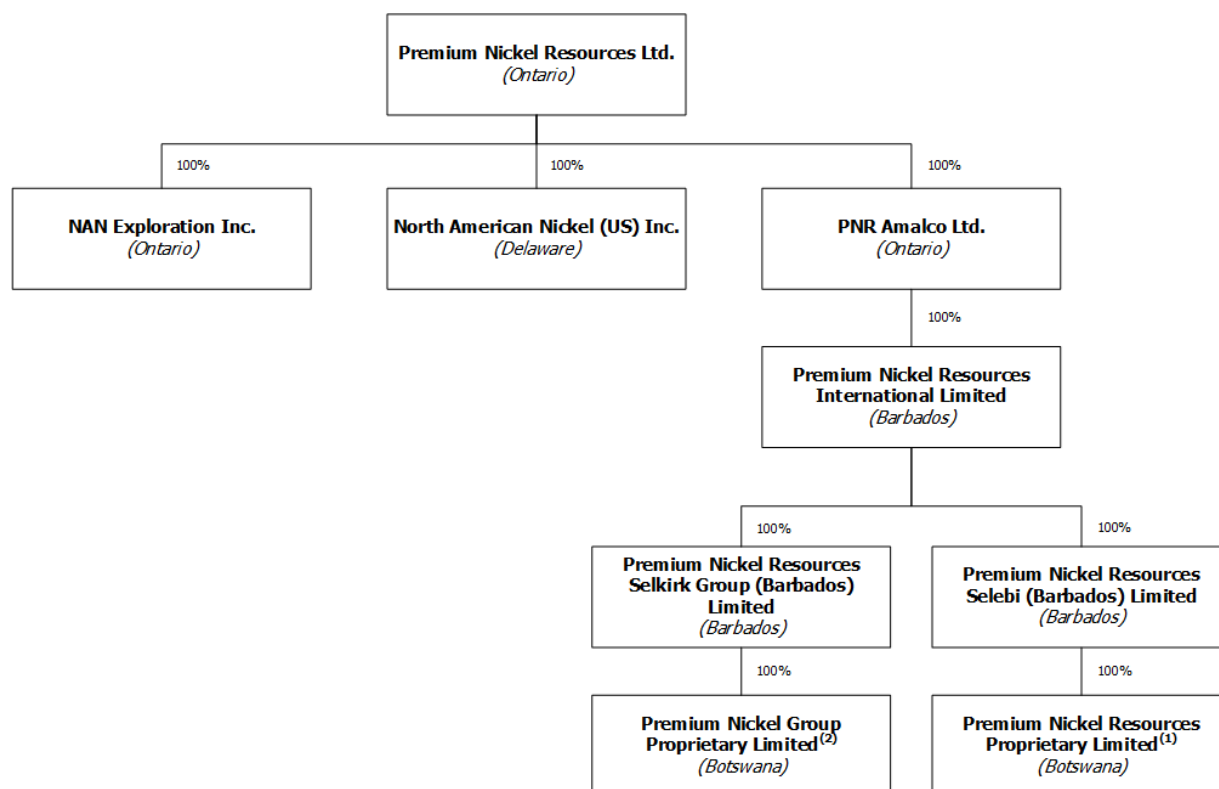 Premium Nickel Resources Ltd.
(Ontario)
100%
100%
100%
NAN Exploration Inc.
(Ontario)
North American Nickel (US) Inc.
(Delaware)
PNR Amalco Ltd.
(Ontario)
100%
Premium Nickel Resources
International Limited
(Barbados)
100%
100%
Premium Nickel Resources
Selkirk Group (Barbados)
Limited
(Barbados)
Premium Nickel Resources
Selebi (Barbados) Limited
(Barbados)
100%
100%
Premium Nickel Group
Proprietary Limited(2)
(Botswana)
Premium Nickel Resources
Proprietary Limited(1)
(Botswana)